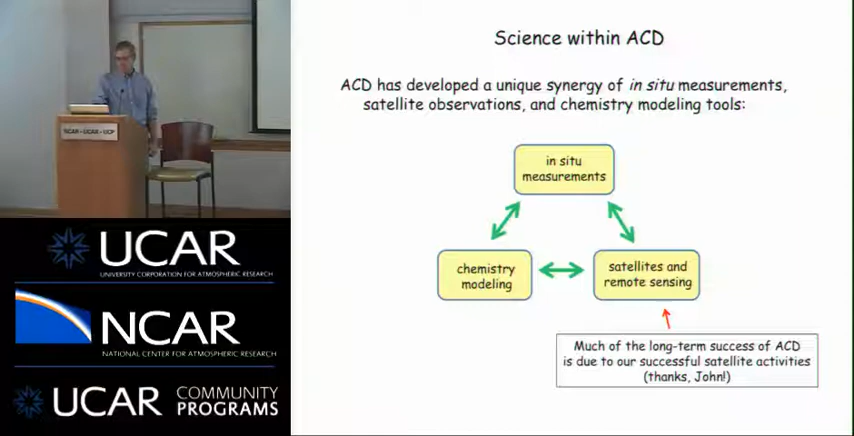 Science within ACD
ACD has developed a unique synergy of in situ measurements,
satellite observations, and chemistry modeling tools:
in situ
measurements
chemistry
modeling
satellites and
remote sensing
Much of the long-term success of ACD
is due to our successful satellite activities
(thanks, John!)
NCAR • UCAR • UCP
UCAR
UNIVERSITY CORPORATION FOR ATMOSPHERIC RESEARCH
NCAR
NATIONAL CENTER FOR ATMOSPHERIC RESEARCH
UCAR COMMUNITY
PROGRAMS